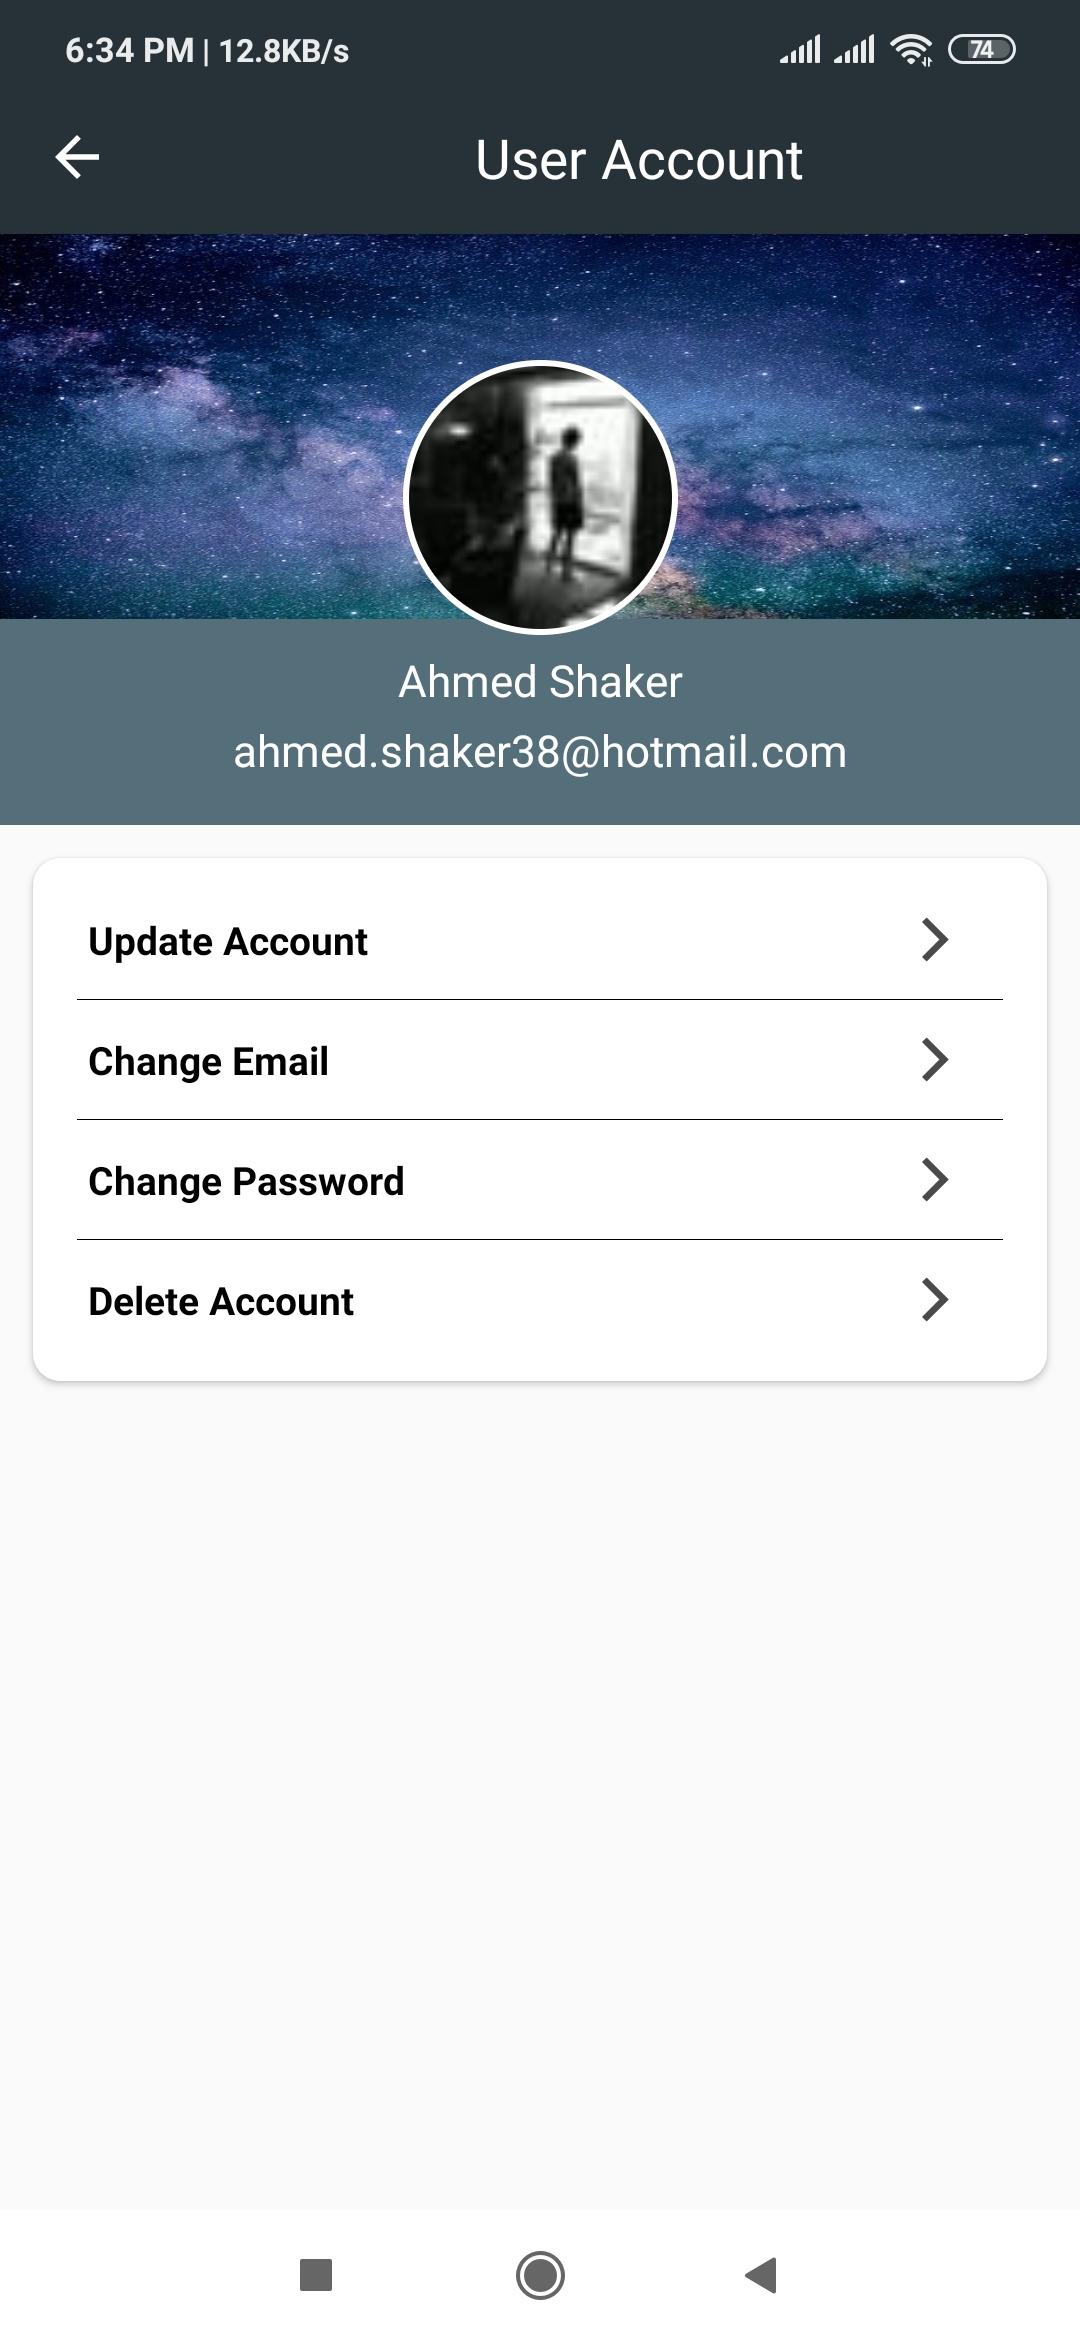 6:34 PM | 12.8KB/s 74
User Account
Ahmed Shaker
ahmed.shaker38@hotmail.com
Update Account
Change Email
Change Password
Delete Account